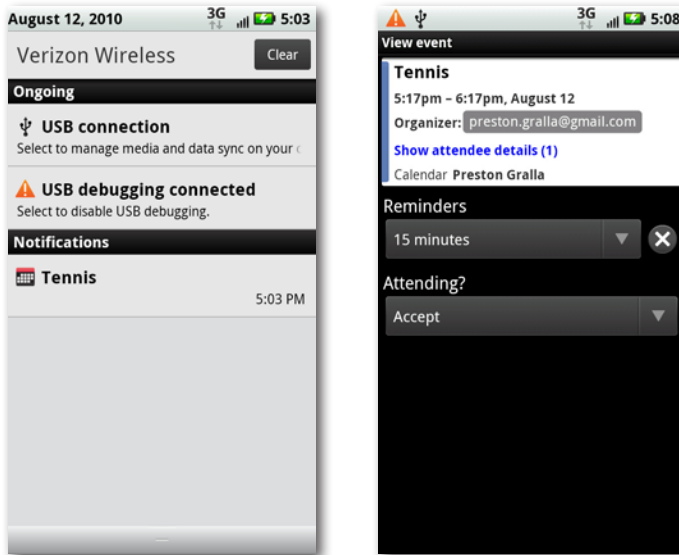 August 12, 2010 3G 5:03
Verizon Wireless Clear
Ongoing
USB connection
Select to manage media and data sync on your
USB debugging connected
Select to disable USB debugging.
Notifications
Tennis
5:03 PM
3G 5:08
View event
Tennis
5:17pm – 6:17pm, August 12
Organizer: preston.gralla@gmail.com
Show attendee details (1)
Calendar Preston Gralla
Reminders
15 minutes
Attending?
Accept